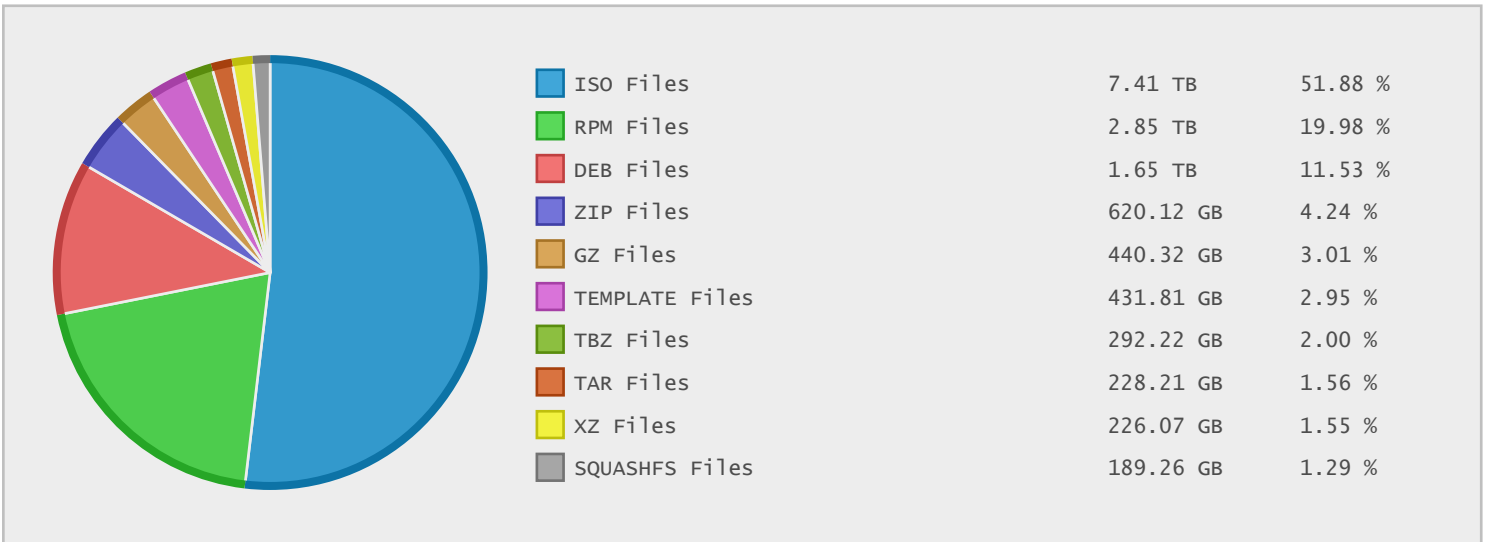 ISO Files 7.41 TB 51.88 %
RPM Files 2.85 TB 19.98 %
DEB Files 1.65 TB 11.53 %
ZIP Files 620.12 GB 4.24 %
GZ Files 440.32 GB 3.01 %
TEMPLATE Files 431.81 GB 2.95 %
TBZ Files 292.22 GB 2.00 %
TAR Files 228.21 GB 1.56 %
XZ Files 226.07 GB 1.55 %
SQUASHFS Files 189.26 GB 1.29 %